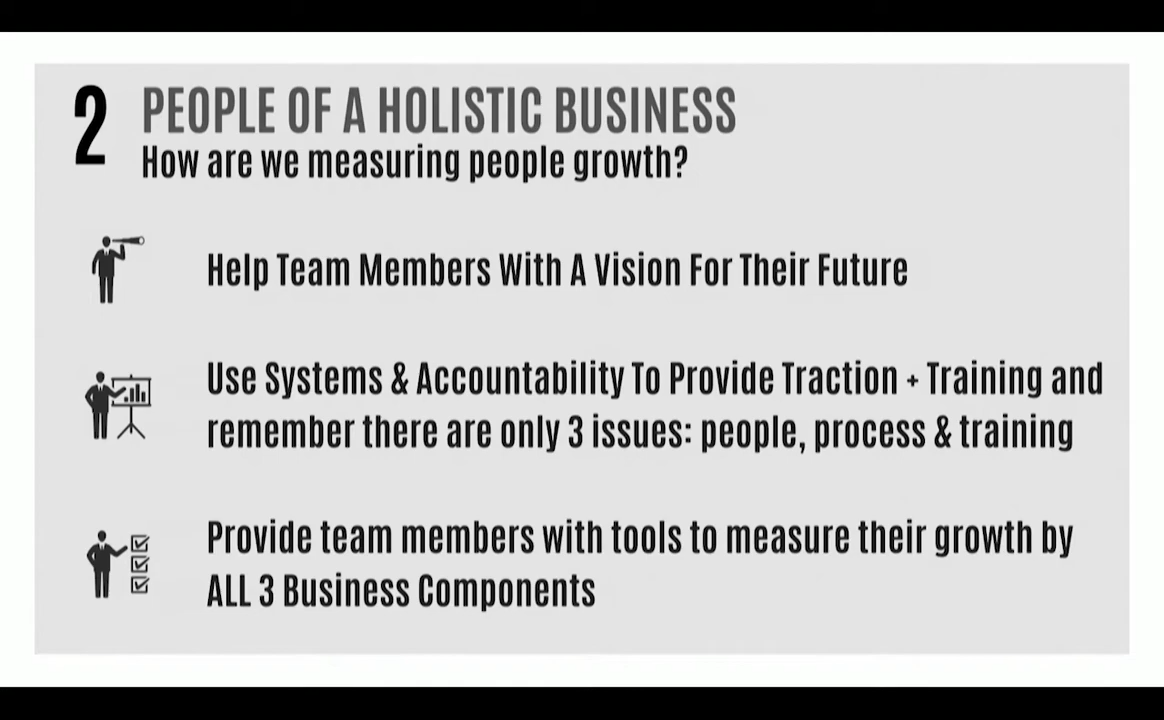 2
PEOPLE OF A HOLISTIC BUSINESS
How are we measuring people growth?
Help Team Members With A Vision For Their Future
Use Systems & Accountability To Provide Traction + Training and
remember there are only 3 issues: people, process & training
Provide team members with tools to measure their growth by
ALL 3 Business Components